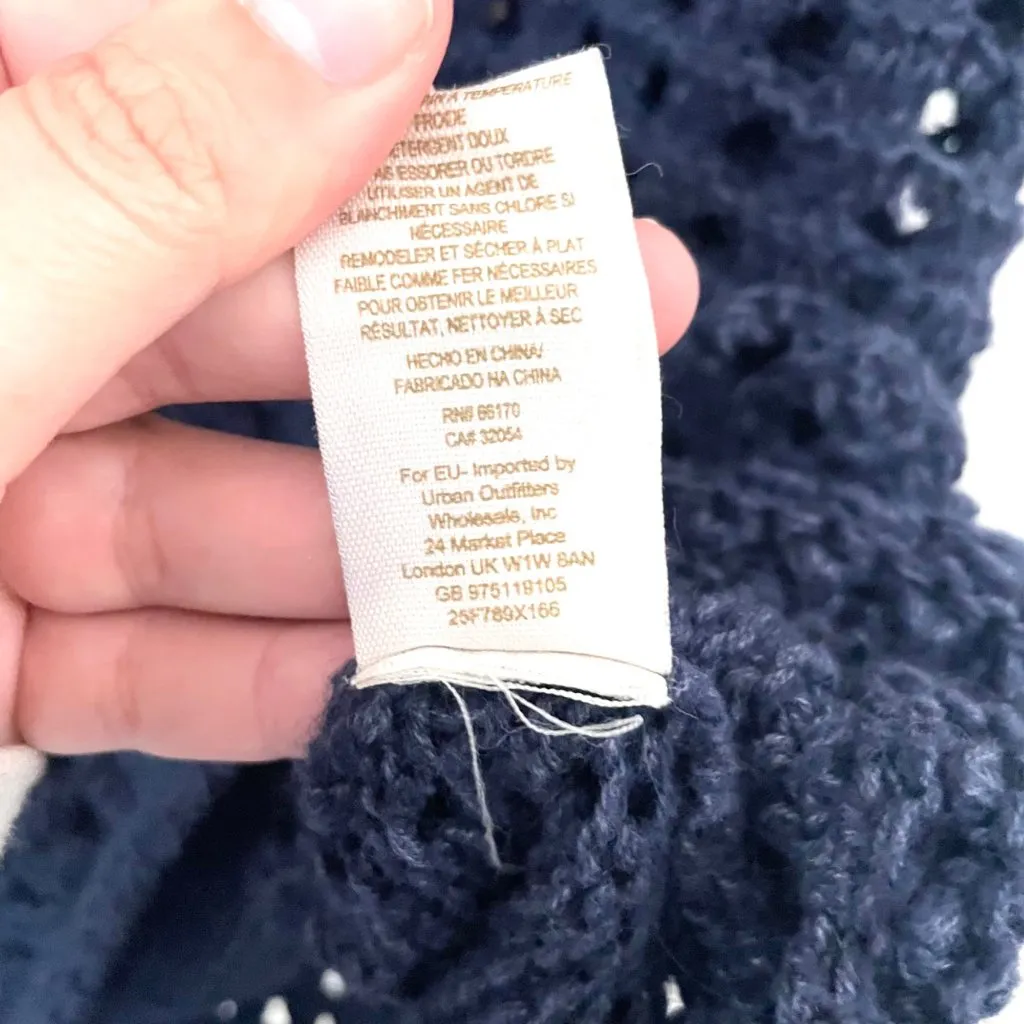 À TEMPERATURE
FROIDE
DETERGENT DOUX
PAS ESSORER OU TORDRE
UTILISER UN AGENT DE
BLANCHIMENT SANS CHLORE SI
NÉCESSAIRE
REMODELER ET SÉCHER À PLAT
FAIBLE COMME FER NÉCESSAIRES
POUR OBTENIR LE MEILLEUR
RÉSULTAT, NETTOYER À SEC
HECHO EN CHINA/
FABRICADO NA CHINA
RN# 66170
CA# 32054
For EU- Imported by
Urban Outfitters
Wholesale, Inc
24 Market Place
London UK W1W 8AN
GB 975118105
25F789X166